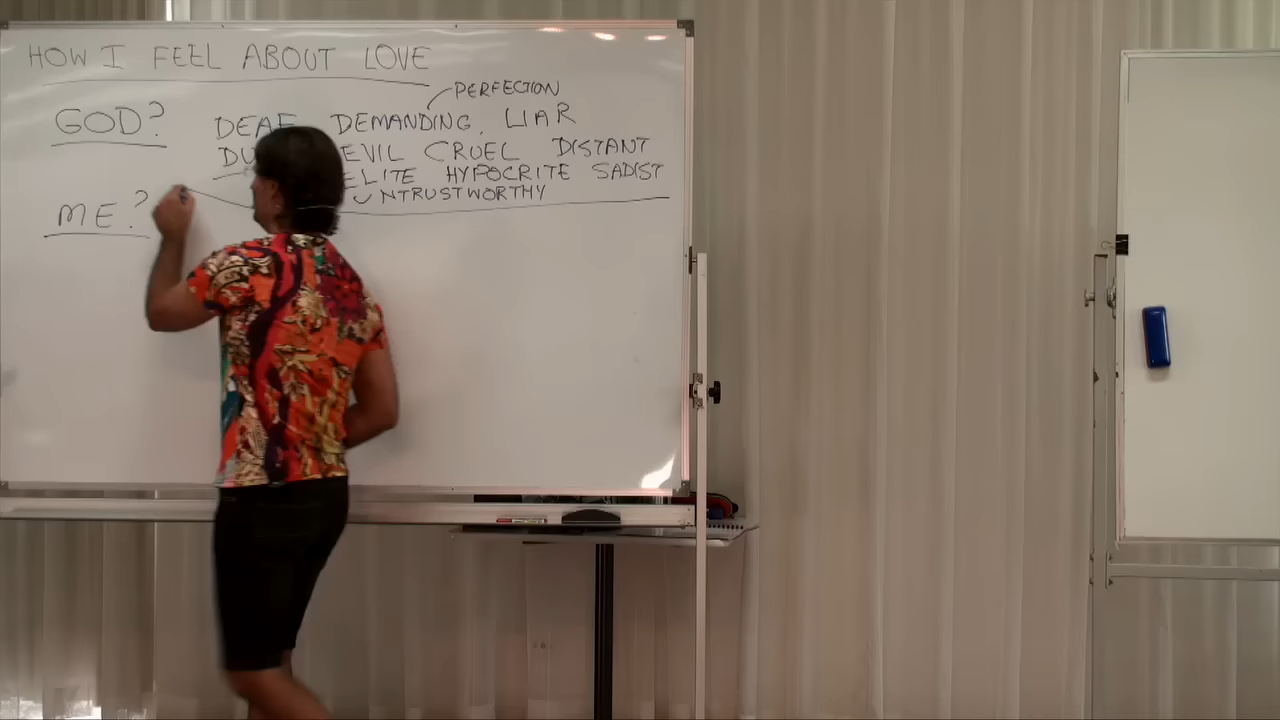 HOW I FEEL ABOUT LOVE
PERFECTION
GOD? DEAF DEMANDING, LIAR
EVIL CRUEL DISTANT
ELITE HYPOCRITE SADIST
UNTRUSTWORTHY
ME?